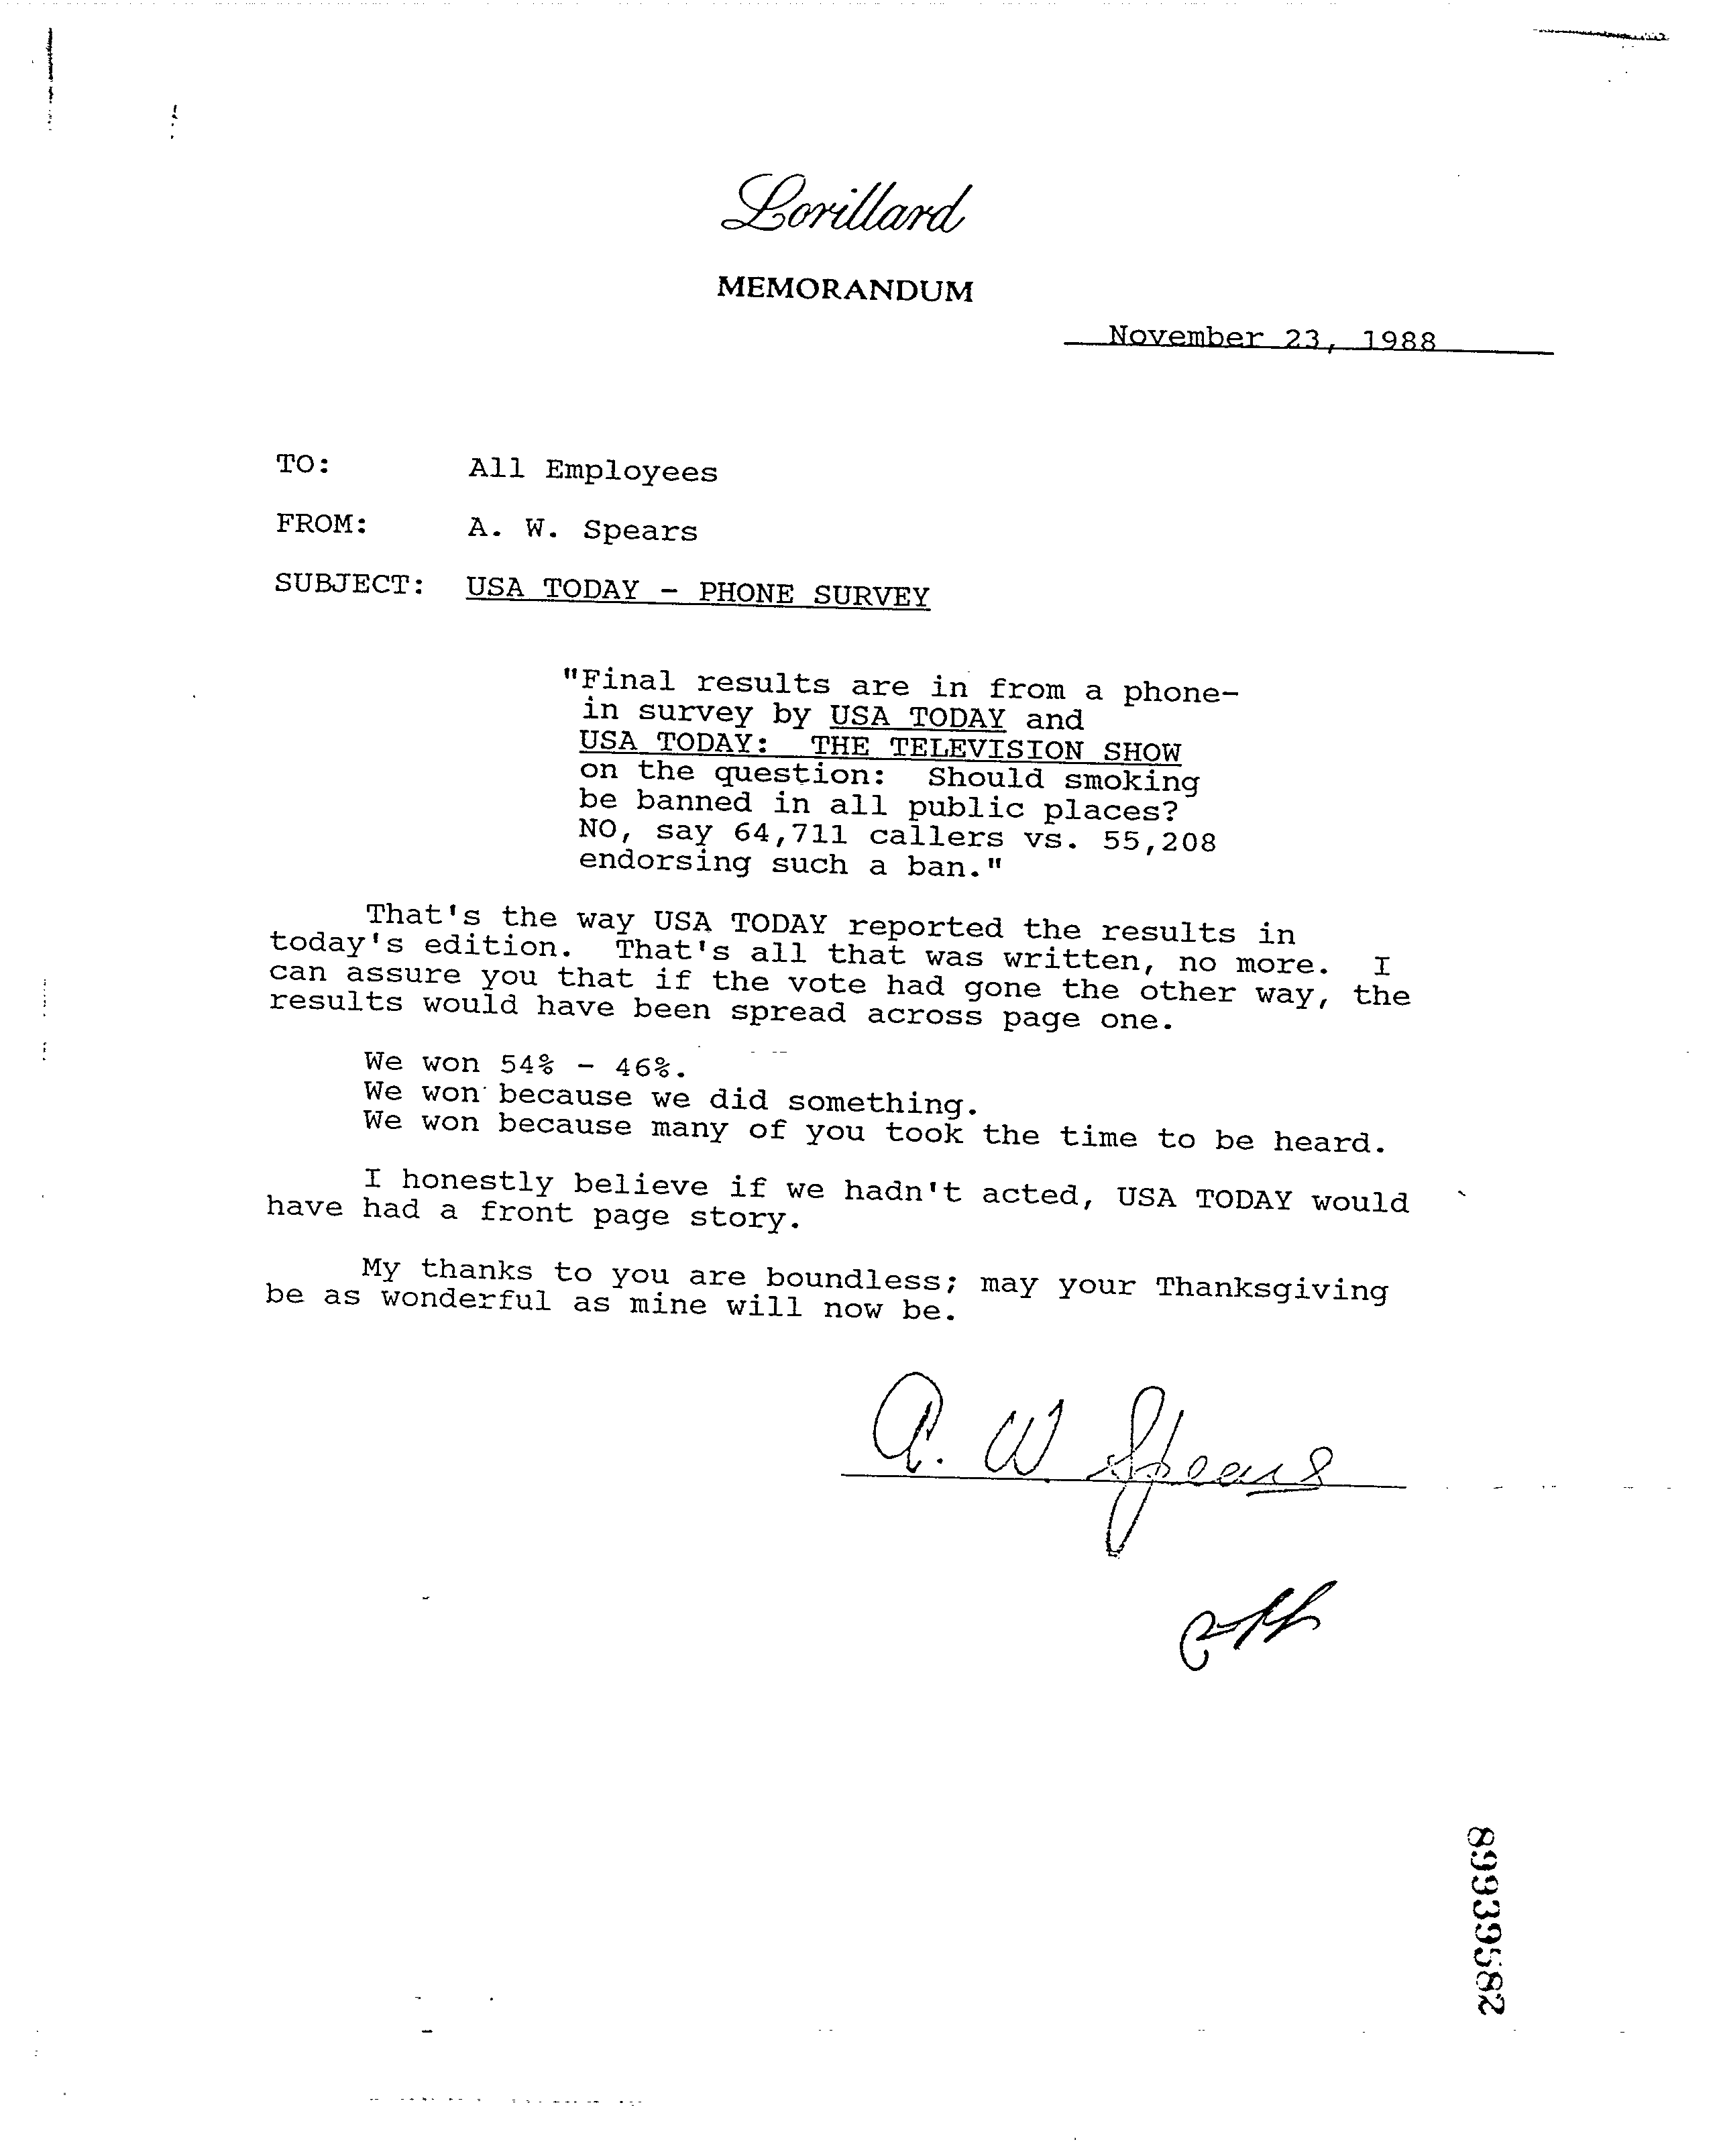 Lorillard
MEMORANDUM
November 23, 1988
TO: All Employees
FROM: A. W. Spears
SUBJECT: USA TODAY - PHONE SURVEY
"Final results are in from a phone-
in survey by USA TODAY and
USA TODAY: THE TELEVISION SHOW
on the question: Should smoking
be banned in all public places?
NO, say 64,711 callers vs. 55,208
endorsing such a ban."
That's the way USA TODAY reported the results in
today's edition. That's all that was written, no more. I
can assure you that if the vote had gone the other way, the
results would have been spread across page one.
We won 54% - 46%.
We won because we did something.
We won because many of you took the time to be heard.
I honestly believe if we hadn't acted, USA TODAY would
have had a front page story.
My thanks to you are boundless; may your Thanksgiving
be as wonderful as mine will now be.
A. W. Spears
89939582